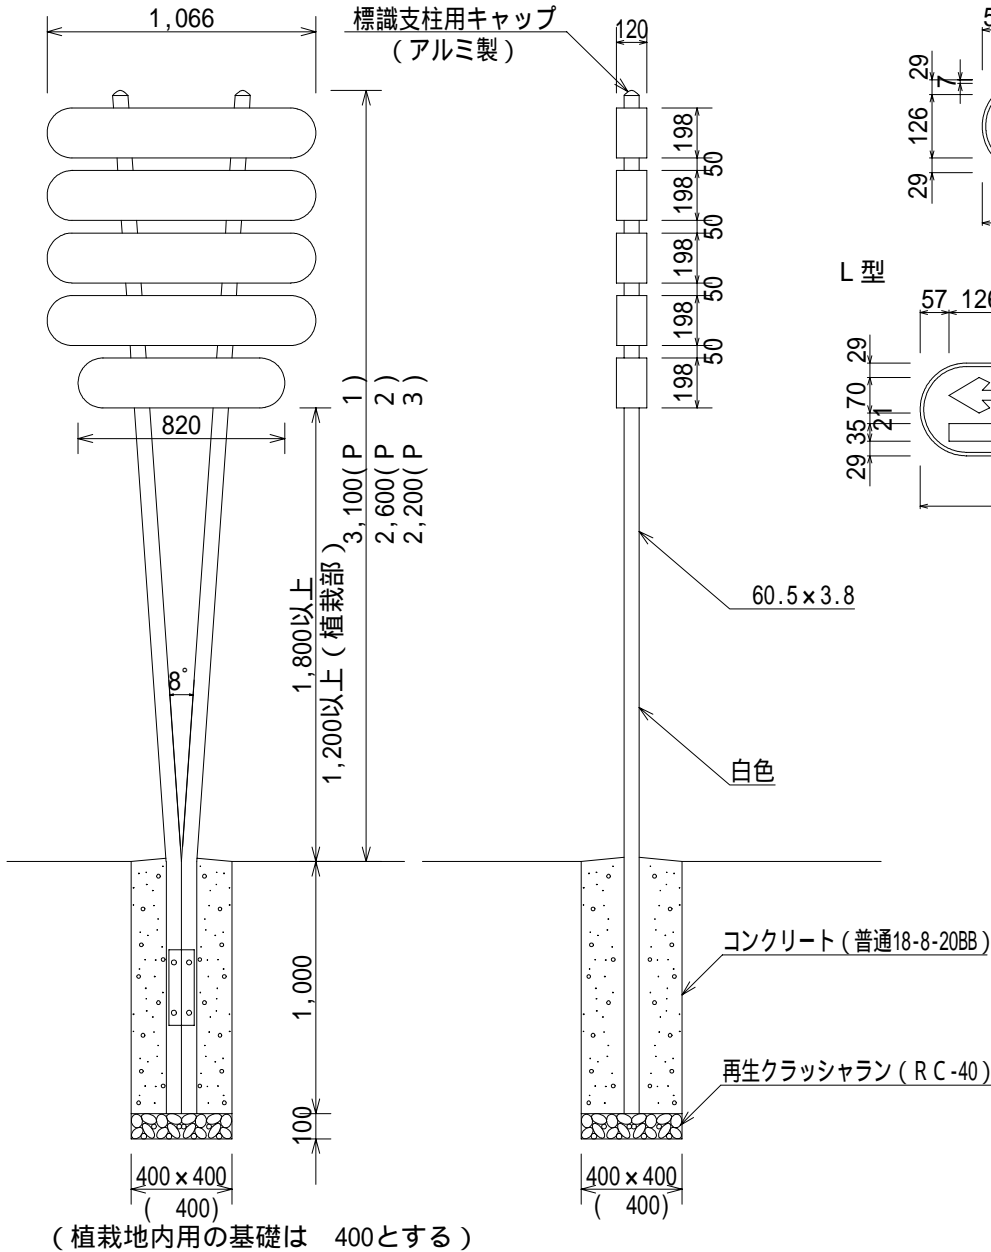 1,066
標識支柱用キャップ
(アルミ製)
120
198
50
198
50
198
50
198
50
198
820
3,100(P 1)
2,600(P 2)
2,200(P 3)
1,800以上
1,200以上(植栽部)
8°
60.5×3.8
白色
コンクリート(普通18-8-20BB)
再生クラッシャラン(RC-40)
1,000
100
400×400
( 400)
400×400
( 400)
(植栽地内用の基礎は 400とする)
5
29
7
126
29
L型
57 126
29
70
21
35
29